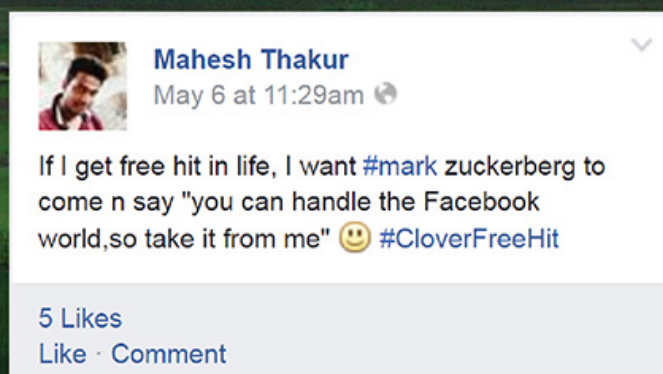 Mahesh Thakur
May 6 at 11:29am
If I get free hit in life, I want #mark zuckerberg to
come n say "you can handle the Facebook
world,so take it from me" #CloverFreeHit
5 Likes
Like · Comment